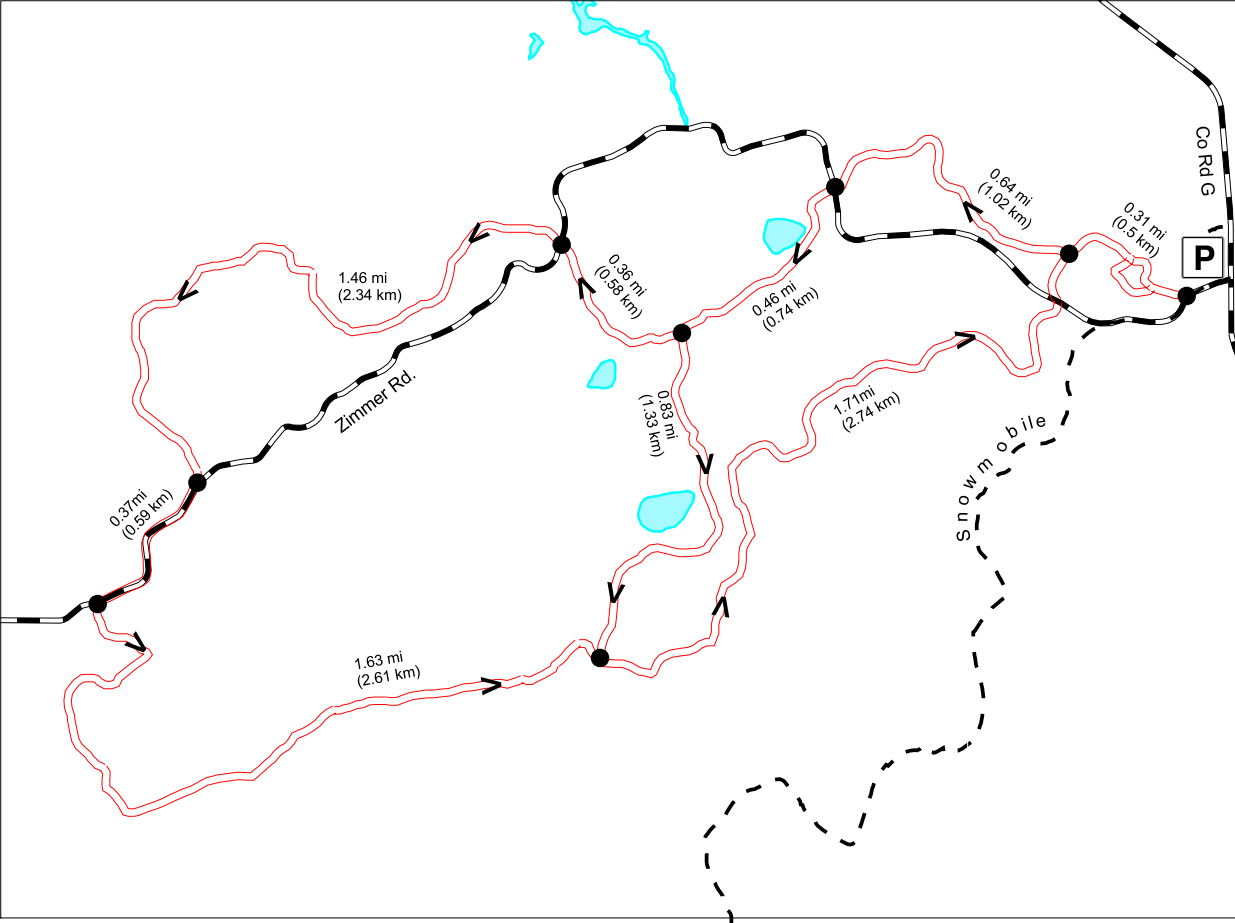 Co Rd G
0.64 mi
(1.02 km)
0.31 mi
(0.5 km)
P
0.36 mi
(0.58 km)
1.46 mi
(2.34 km)
0.46 mi
(0.74 km)
Zimmer Rd.
0.83 mi
(1.33 km)
1.71mi
(2.74 km)
Snowmobile
0.37mi
(0.59 km)
1.63 mi
(2.61 km)